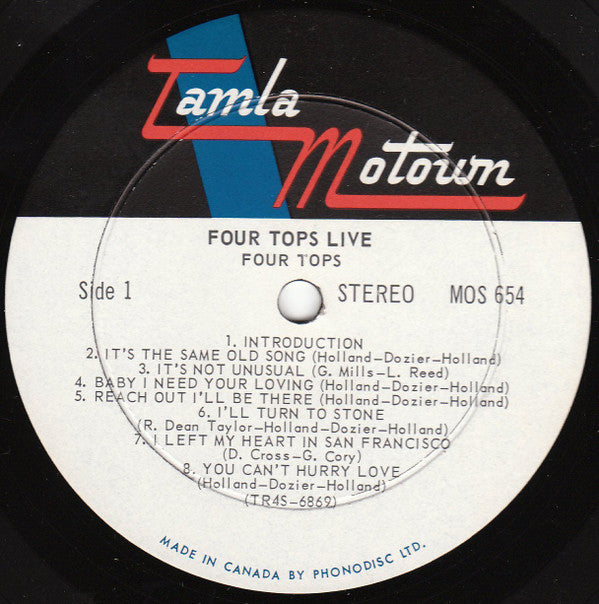 Tamla
Motown
FOUR TOPS LIVE
FOUR TOPS
Side 1 STEREO MOS 654
1. INTRODUCTION
2. IT'S THE SAME OLD SONG (Holland–Dozier–Holland)
3. IT'S NOT UNUSUAL (G. Mills–L. Reed)
4. BABY I NEED YOUR LOVING (Holland–Dozier–Holland)
5. REACH OUT I'LL BE THERE (Holland–Dozier–Holland)
6. I'LL TURN TO STONE
(R. Dean Taylor–Holland–Dozier–Holland)
7. I LEFT MY HEART IN SAN FRANCISCO
(D. Cross–G. Cory)
8. YOU CAN'T HURRY LOVE
(Holland–Dozier–Holland)
(TR4S–6869)
MADE IN CANADA BY PHONODISC LTD.